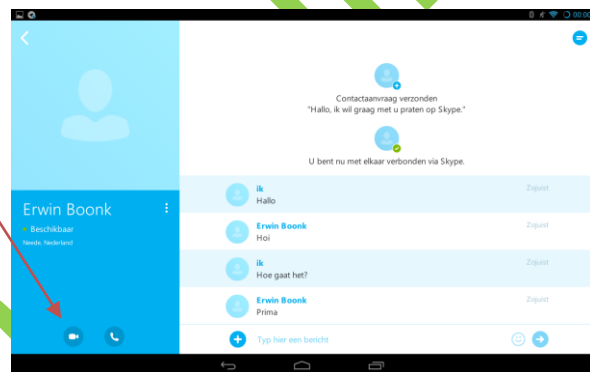 00:00
Contactaanvraag verzonden
"Hallo, ik wil graag met u praten op Skype."
U bent nu met elkaar verbonden via Skype.
Erwin Boonk
Beschikbaar
Neede, Nederland
ik
Hallo
Zojuist
Erwin Boonk
Hoi
Zojuist
ik
Hoe gaat het?
Zojuist
Erwin Boonk
Prima
Zojuist
Typ hier een bericht